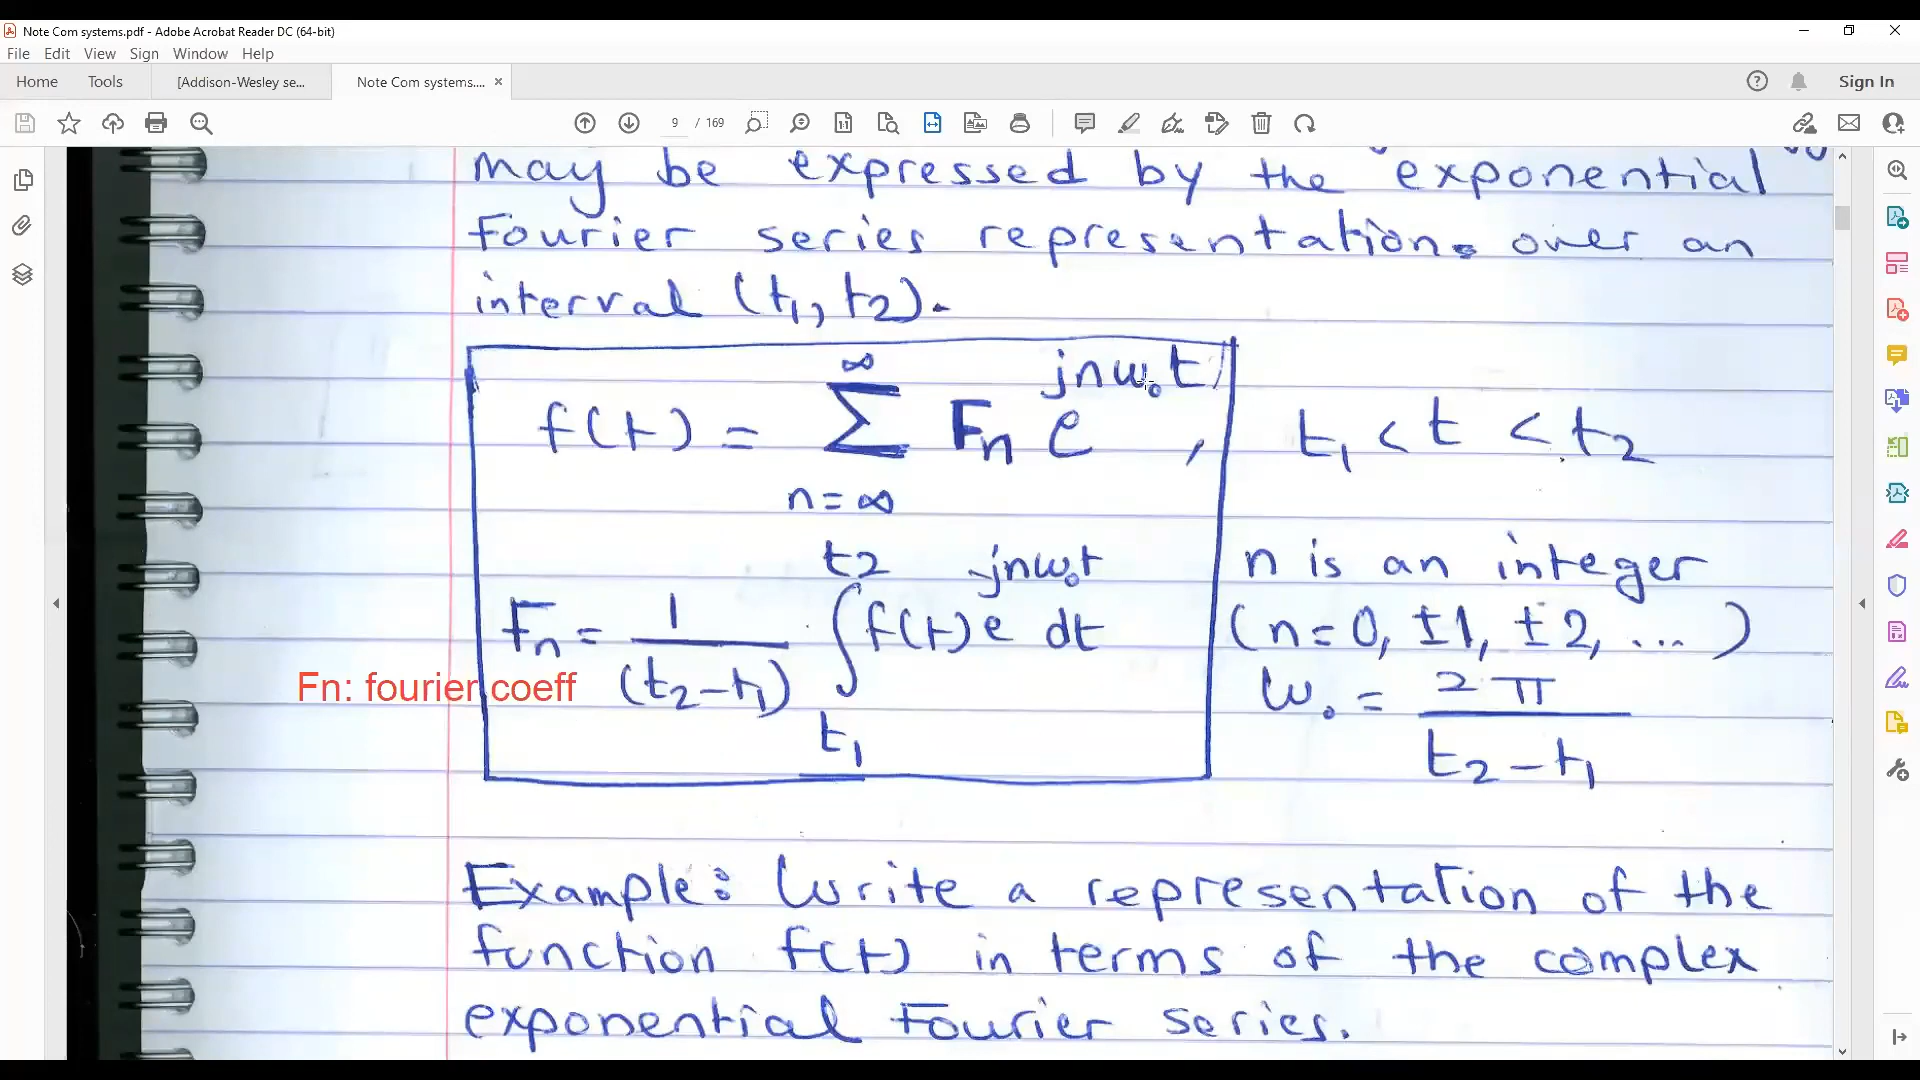 Note Com systems.pdf - Adobe Acrobat Reader DC (64-bit)
File Edit View Sign Window Help
Home Tools [Addison-Wesley se... Note Com systems.... × Sign In
9 / 169
may be expressed by the "exponential"
Fourier series representation. over an
interval (t1, t2).
f(t) = ∑ Fn e^jnω₀t , t1 < t < t2
∞
n=∞
t2 -jnω₀t n is an integer
Fn = 1/(t2-t1) ∫ f(t) e dt (n=0, ±1, ±2, ... )
Fn: fourier coeff
t1
ω₀ = 2π/(t2-t1)
Example: Write a representation of the
function f(t) in terms of the complex
exponential Fourier series.